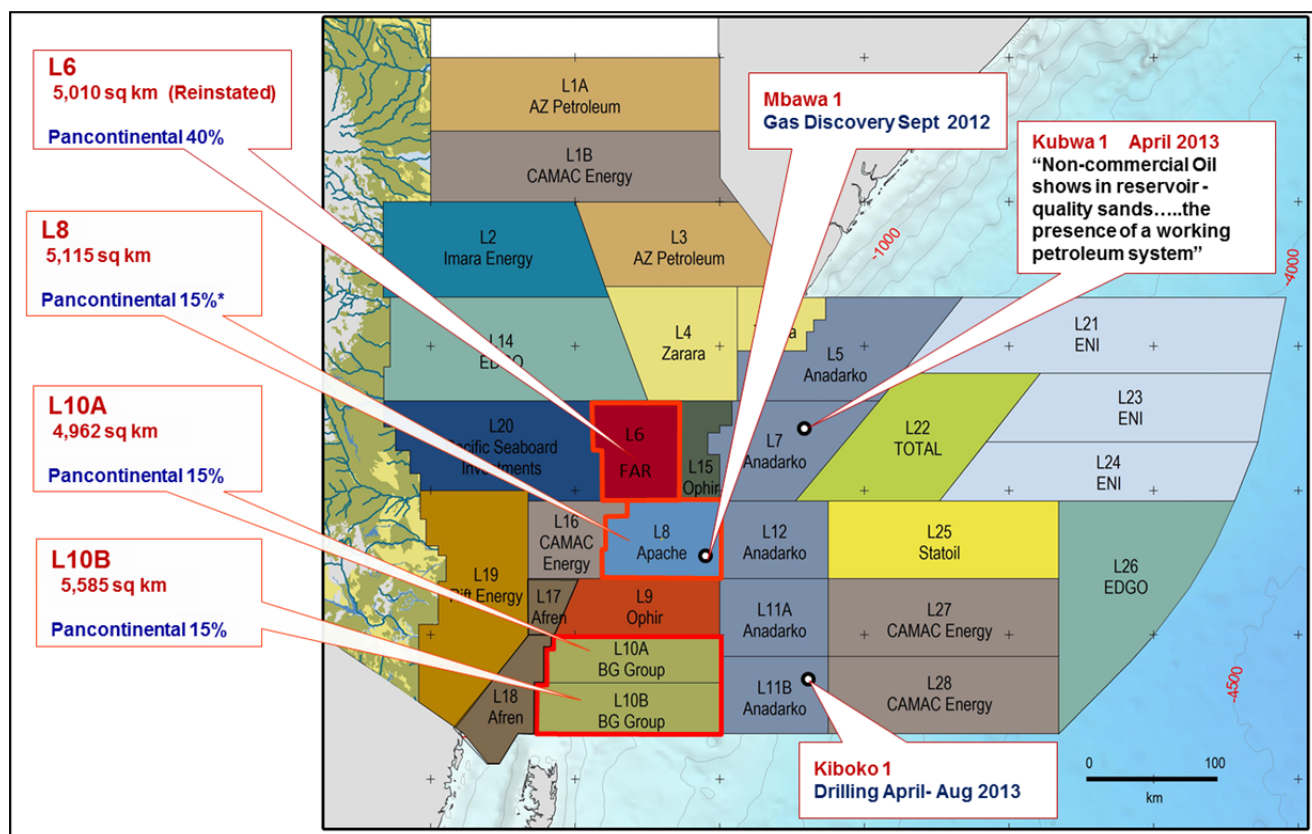 L6
5,010 sq km (Reinstated)
Pancontinental 40%
L8
5,115 sq km
Pancontinental 15%*
L10A
4,962 sq km
Pancontinental 15%
L10B
5,585 sq km
Pancontinental 15%
Mbawa 1
Gas Discovery Sept 2012
Kubwa 1 April 2013
“Non-commercial Oil
shows in reservoir -
quality sands…..the
presence of a working
petroleum system”
Kiboko 1
Drilling April- Aug 2013
L1A
AZ Petroleum
L1B
CAMAC Energy
L2
Imara Energy
L3
AZ Petroleum
-1000
-4000
L14
EDGO
L4
Zarara
L5
Anadarko
L21
ENI
L20
Investments
L6
FAR
L15
Ophir
L7
Anadarko
L22
TOTAL
L23
ENI
L24
ENI
L16
CAMAC
Energy
L8
Apache
L12
Anadarko
L25
Statoil
L26
EDGO
L19
Energy
L17
Afren
L9
Ophir
L11A
Anadarko
L27
CAMAC Energy
L10A
BG Group
L10B
BG Group
L18
Afren
L11B
Anadarko
L28
CAMAC Energy
-4500
0 100
km